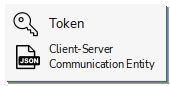 Token
JSON
Client-Server
Communication Entity